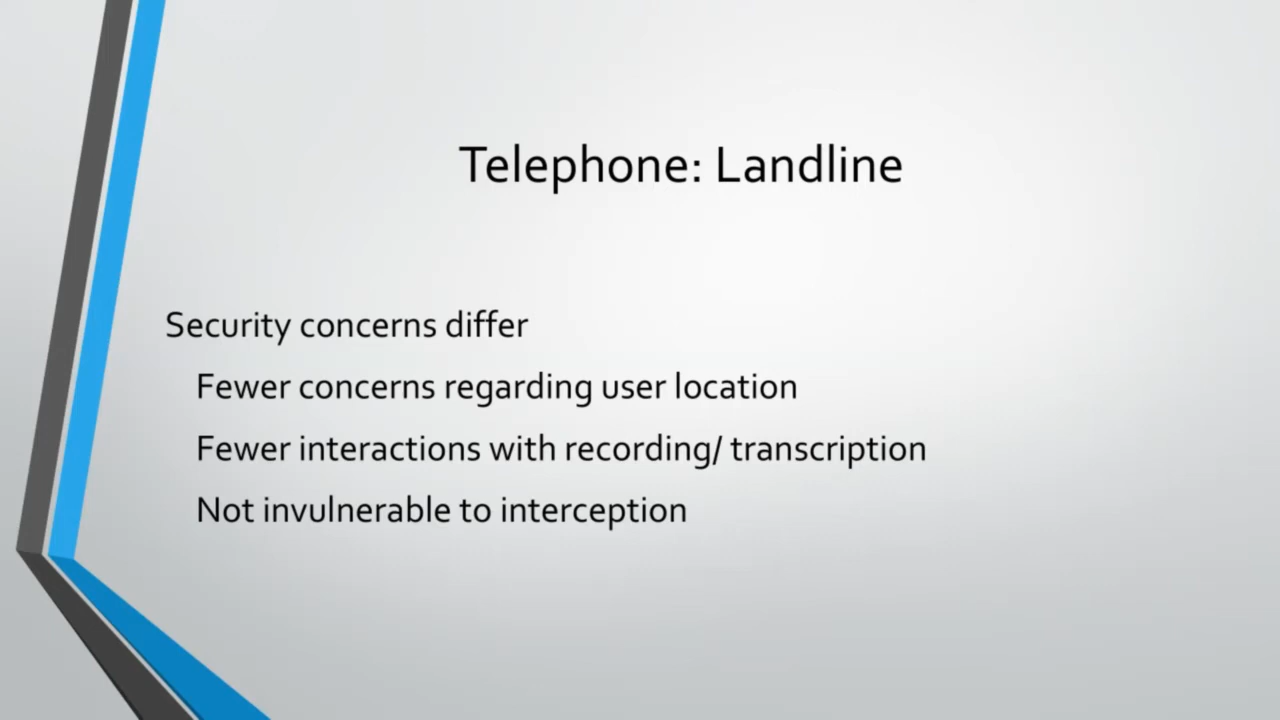 Telephone: Landline
Security concerns differ
Fewer concerns regarding user location
Fewer interactions with recording/ transcription
Not invulnerable to interception